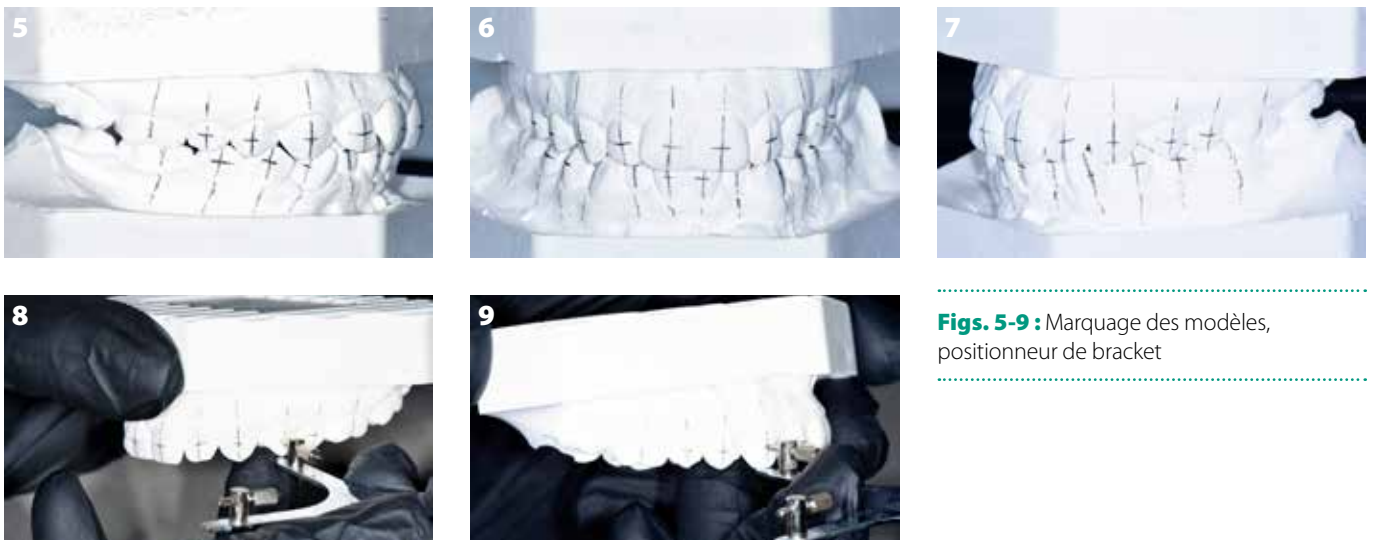 5
6
7
8
9
Figs. 5-9 : Marquage des modèles,
positionneur de bracket